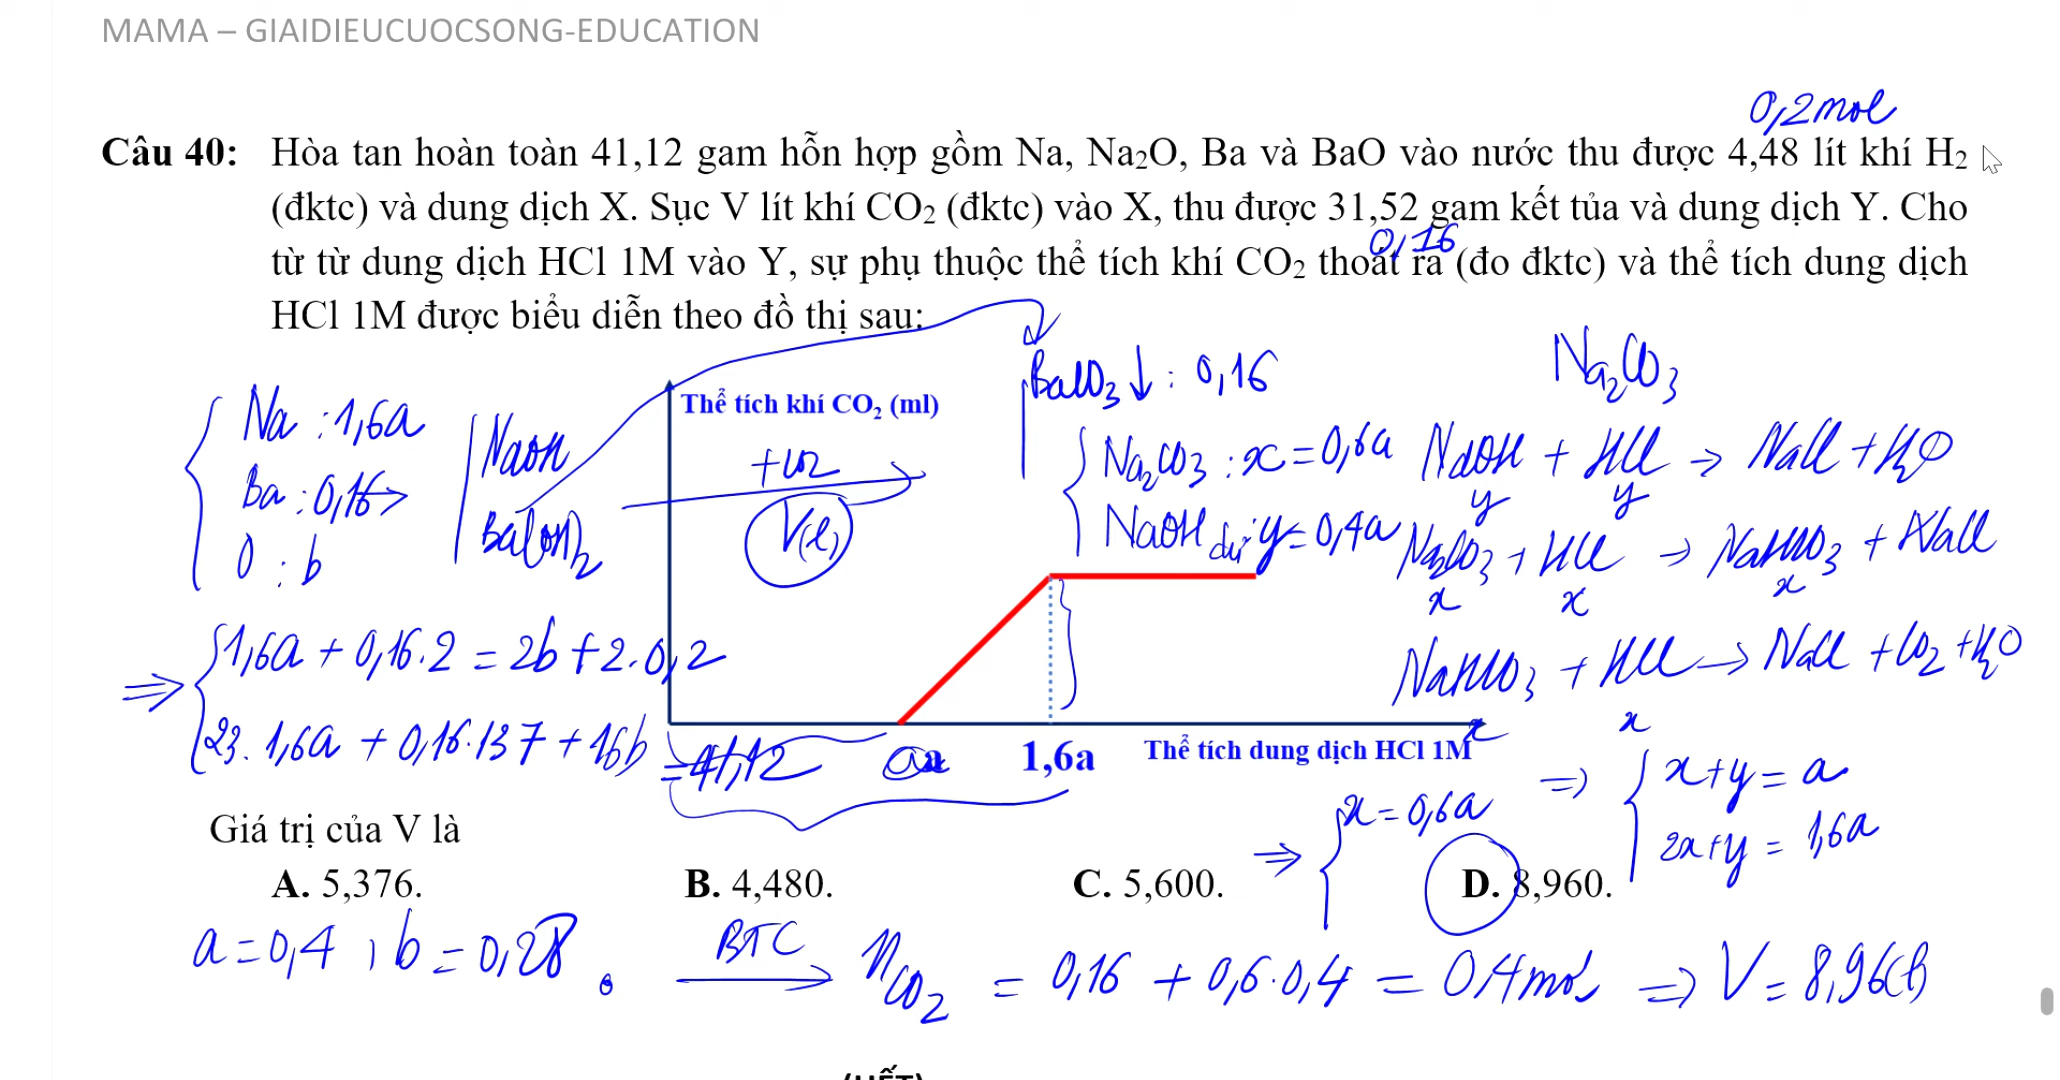 MAMA – GIAIDIEUCUOCSONG-EDUCATION
0,2mol
Câu 40: Hòa tan hoàn toàn 41,12 gam hỗn hợp gồm Na, Na₂O, Ba và BaO vào nước thu được 4,48 lít khí H₂
(đktc) và dung dịch X. Sục V lít khí CO₂ (đktc) vào X, thu được 31,52 gam kết tủa và dung dịch Y. Cho
0,16
từ từ dung dịch HCl 1M vào Y, sự phụ thuộc thể tích khí CO₂ thoát ra (đo đktc) và thể tích dung dịch
HCl 1M được biểu diễn theo đồ thị sau:
Na : 1,6a
Ba : 0,16
O : b
NaOH
Ba(OH)₂
Thể tích khí CO₂ (ml)
+CO₂
V(l)
BaCO₃↓ : 0,16
Na₂CO₃ : x = 0,6a
NaOH dư : y = 0,4a
Na₂CO₃
NaOH + HCl → NaCl + H₂O
y y
Na₂CO₃ + HCl → NaHCO₃ + NaCl
x x x
NaHCO₃ + HCl → NaCl + CO₂ + H₂O
x x
⇒ 1,6a + 0,16.2 = 2b + 2.0,2
23.1,6a + 0,16.137 + 16b = 41,12
a
1,6a
Thể tích dung dịch HCl 1M
⇒ x + y = a
2x + y = 1,6a
⇒ x = 0,6a
Giá trị của V là
A. 5,376. B. 4,480. C. 5,600. D. 8,960.
a = 0,4 , b = 0,28 . BTC → nCO₂ = 0,16 + 0,6.0,4 = 0,4mol ⇒ V = 8,96(l)
(HẾT)